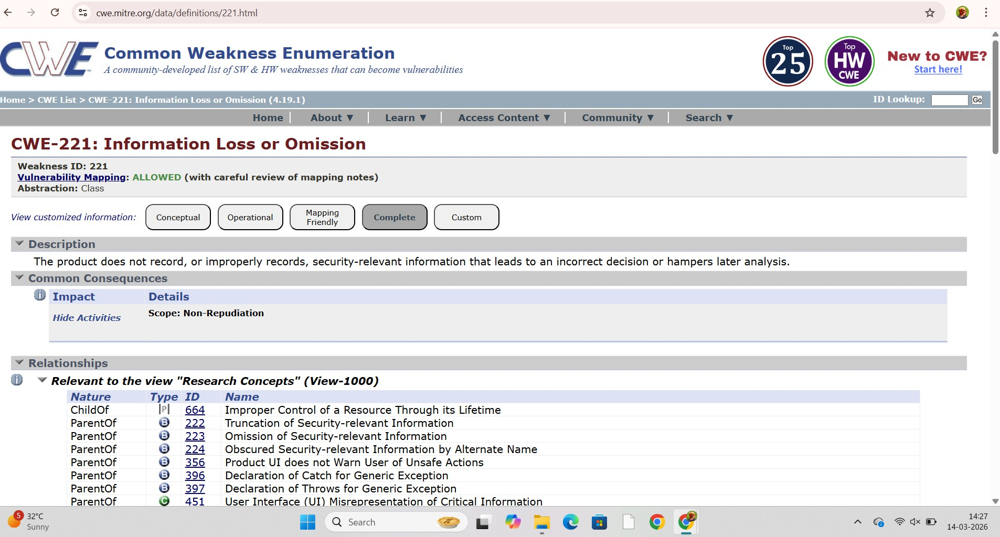 cwe.mitre.org/data/definitions/221.html
CWE
Common Weakness Enumeration
A community-developed list of SW & HW weaknesses that can become vulnerabilities
Top
25
Top
HW
CWE
New to CWE?
Start here!
Home > CWE List > CWE-221: Information Loss or Omission (4.19.1)
ID Lookup:
Go
Home
About ▼
Learn ▼
Access Content ▼
Community ▼
Search ▼
CWE-221: Information Loss or Omission
Weakness ID: 221
Vulnerability Mapping: ALLOWED (with careful review of mapping notes)
Abstraction: Class
View customized information:
Conceptual
Operational
Mapping
Friendly
Complete
Custom
Description
The product does not record, or improperly records, security-relevant information that leads to an incorrect decision or hampers later analysis.
Common Consequences
Impact Details
Hide Activities Scope: Non-Repudiation
Relationships
Relevant to the view "Research Concepts" (View-1000)
Nature Type ID Name
ChildOf P 664 Improper Control of a Resource Through its Lifetime
ParentOf B 222 Truncation of Security-relevant Information
ParentOf B 223 Omission of Security-relevant Information
ParentOf B 224 Obscured Security-relevant Information by Alternate Name
ParentOf B 356 Product UI does not Warn User of Unsafe Actions
ParentOf B 396 Declaration of Catch for Generic Exception
ParentOf B 397 Declaration of Throws for Generic Exception
ParentOf C 451 User Interface (UI) Misrepresentation of Critical Information
5
32°C
Sunny
Search
14:27
14-03-2026